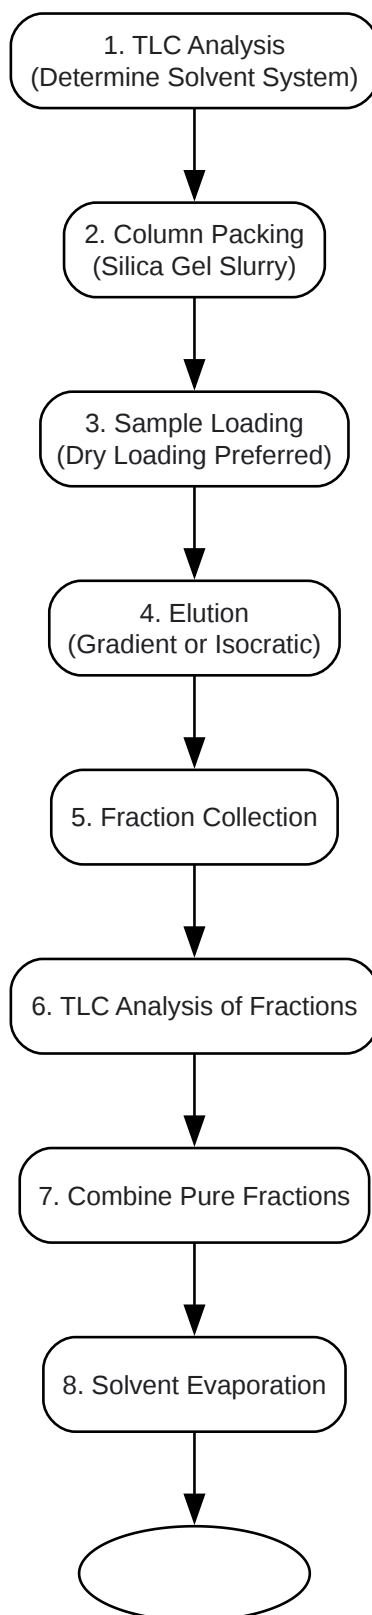 1. TLC Analysis
(Determine Solvent System)
2. Column Packing
(Silica Gel Slurry)
3. Sample Loading
(Dry Loading Preferred)
4. Elution
(Gradient or Isocratic)
5. Fraction Collection
6. TLC Analysis of Fractions
7. Combine Pure Fractions
8. Solvent Evaporation